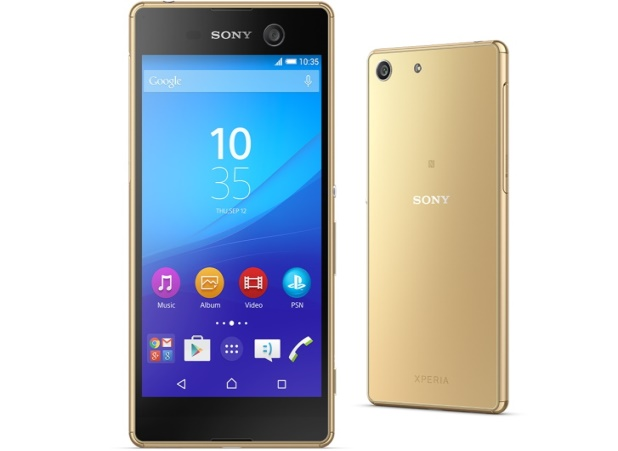 SONY
10:35
Google
10
35
THU, SEP 12
Music
Album
Video
PSN
SONY
XPERIA